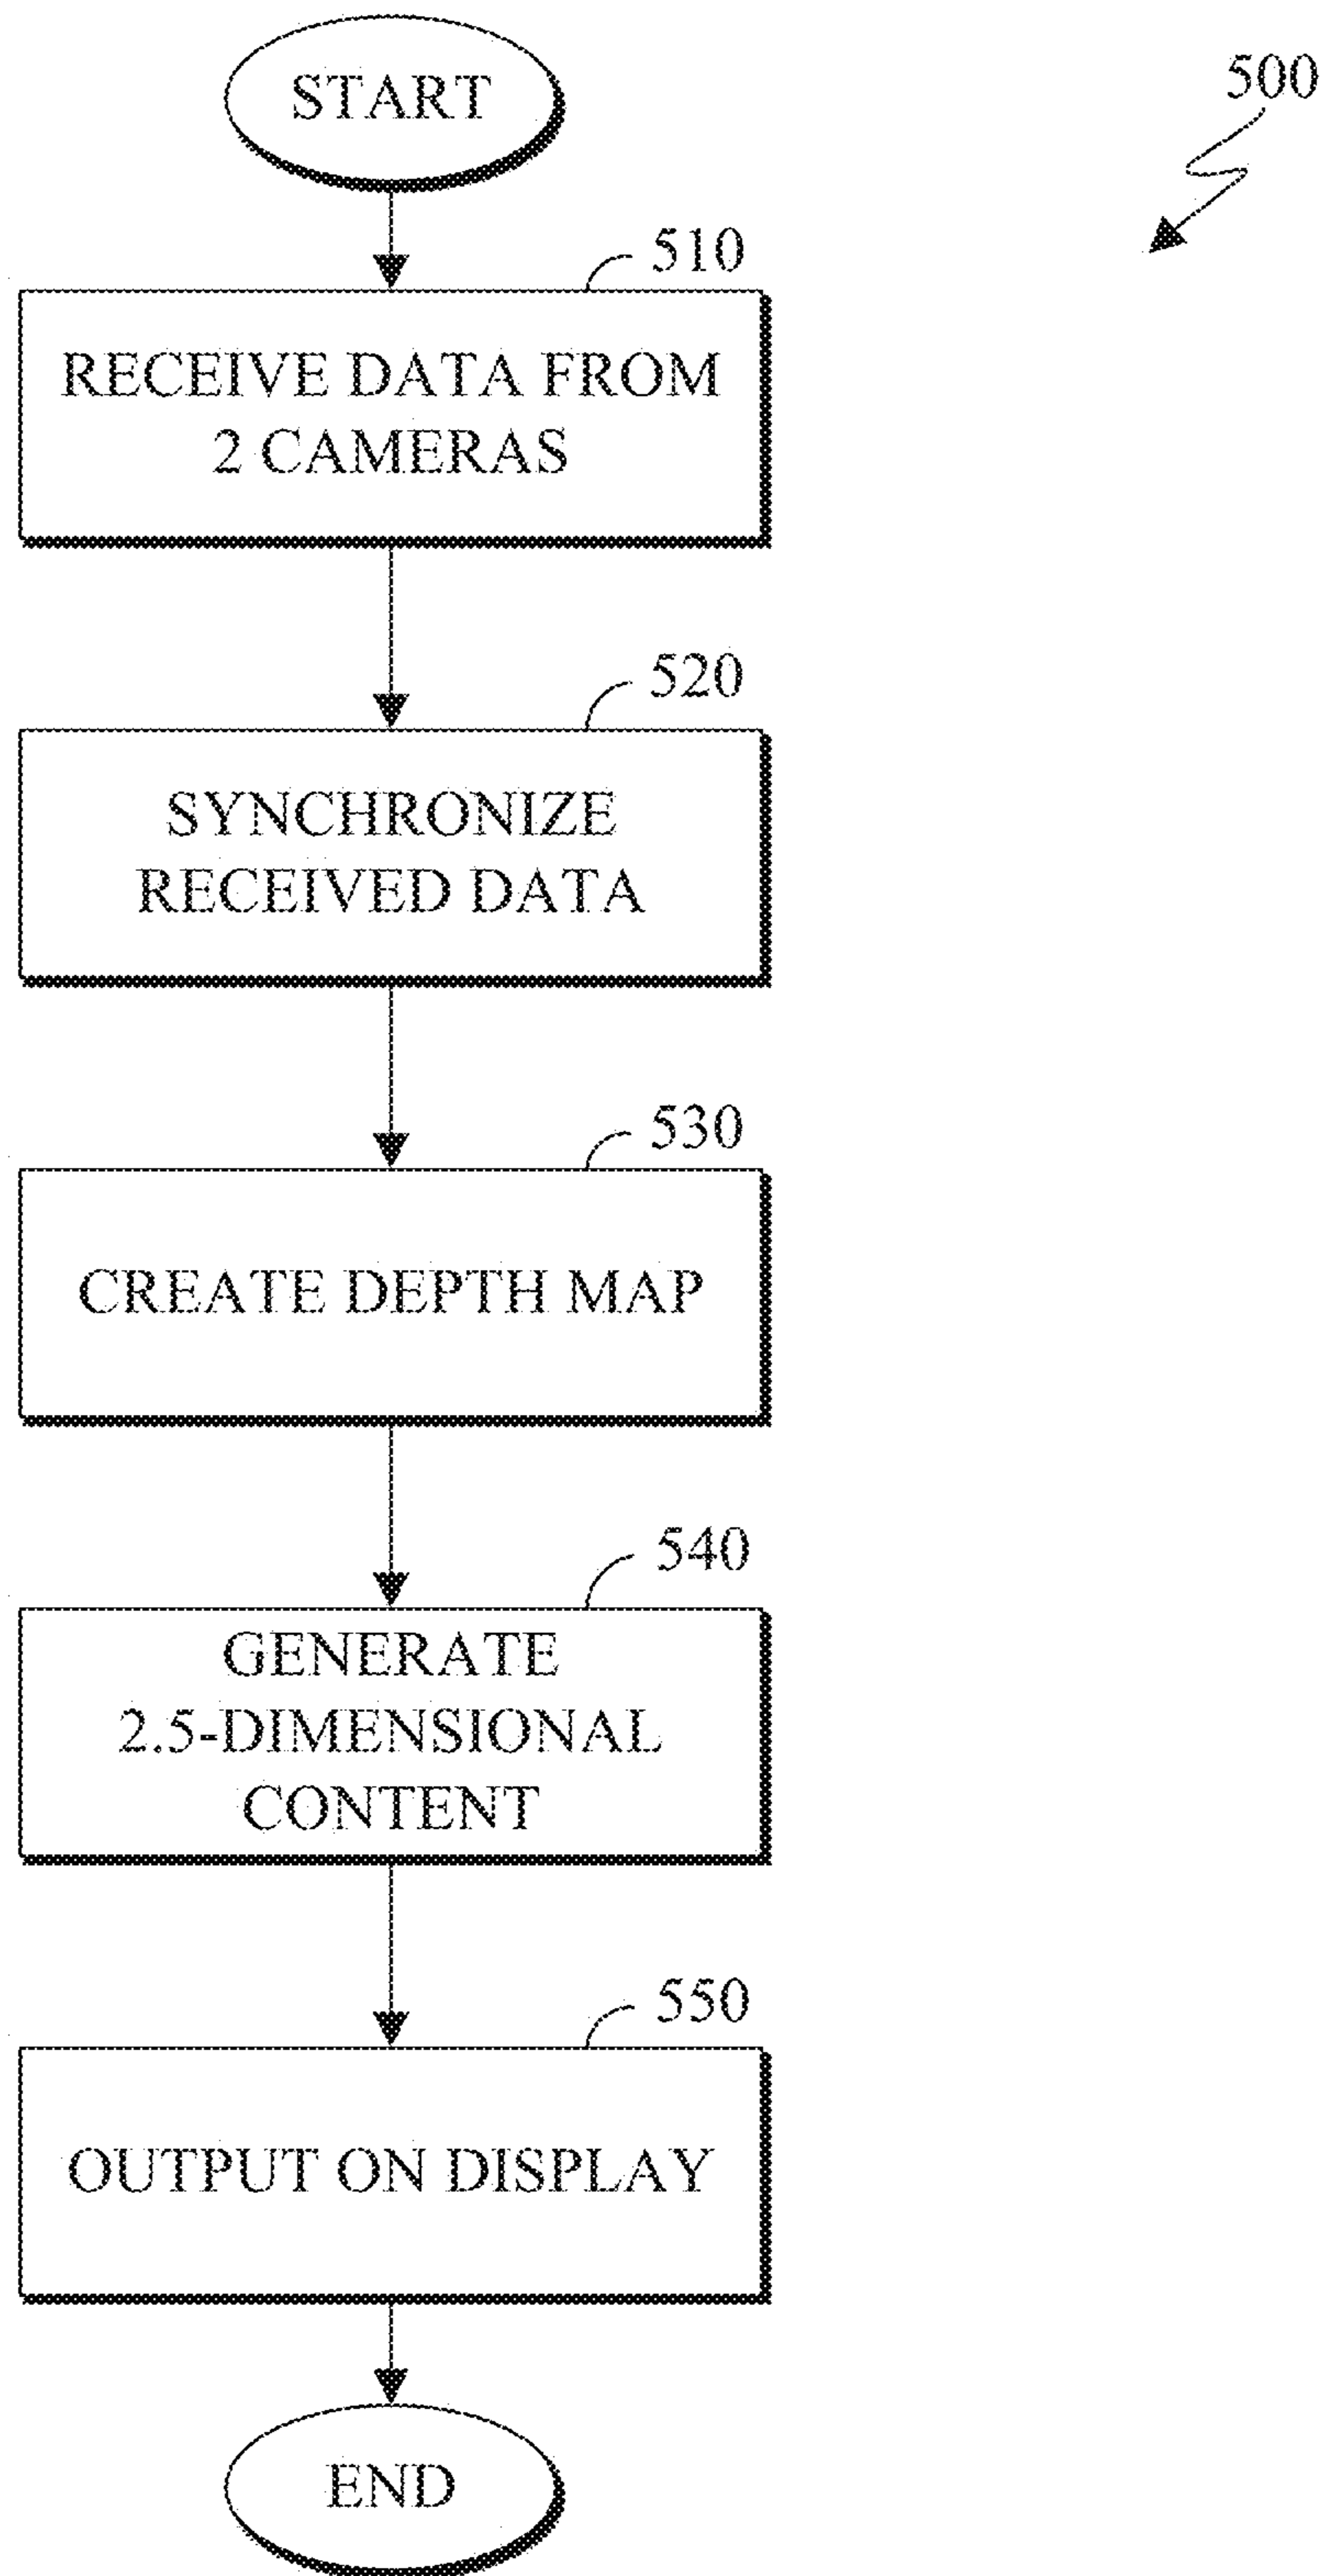 START
500
510
RECEIVE DATA FROM
2 CAMERAS
520
SYNCHRONIZE
RECEIVED DATA
530
CREATE DEPTH MAP
540
GENERATE
2.5-DIMENSIONAL
CONTENT
550
OUTPUT ON DISPLAY
END